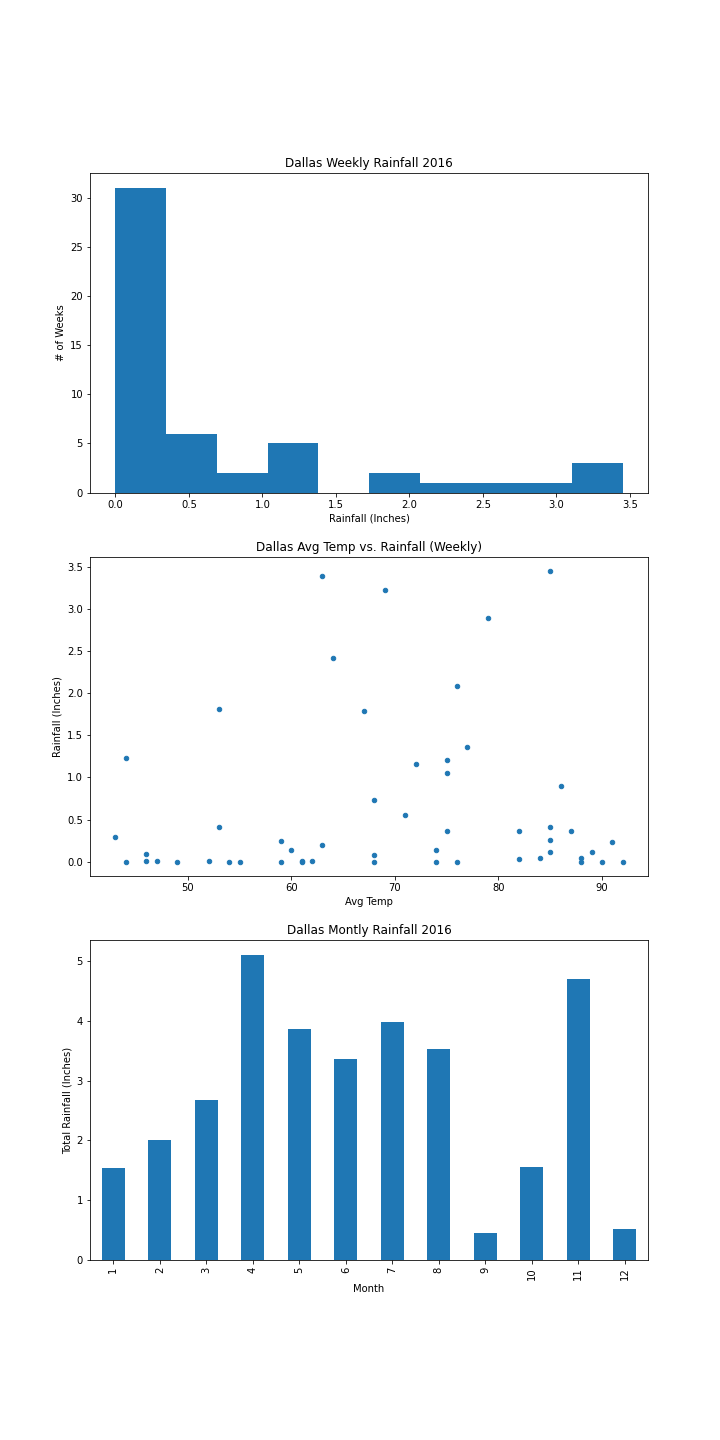 Dallas Weekly Rainfall 2016
30
25
20
15
10
5
0
# of Weeks
0.0 0.5 1.0 1.5 2.0 2.5 3.0 3.5
Rainfall (Inches)
Dallas Avg Temp vs. Rainfall (Weekly)
3.5
3.0
2.5
2.0
1.5
1.0
0.5
0.0
Rainfall (Inches)
50 60 70 80 90
Avg Temp
Dallas Montly Rainfall 2016
5
4
3
2
1
0
Total Rainfall (Inches)
1 2 3 4 5 6 7 8 9 10 11 12
Month